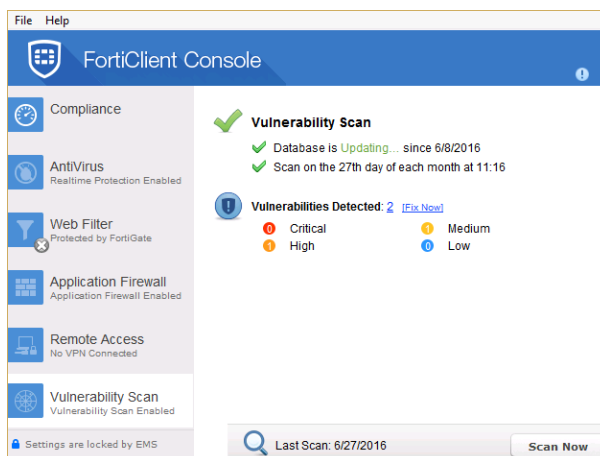 File Help
FortiClient Console
Compliance
AntiVirus
Realtime Protection Enabled
Web Filter
Protected by FortiGate
Application Firewall
Application Firewall Enabled
Remote Access
No VPN Connected
Vulnerability Scan
Vulnerability Scan Enabled
Settings are locked by EMS
Vulnerability Scan
Database is Updating... since 6/8/2016
Scan on the 27th day of each month at 11:16
Vulnerabilities Detected: 2 [Fix Now]
0 Critical 1 Medium
1 High 0 Low
Last Scan: 6/27/2016 Scan Now